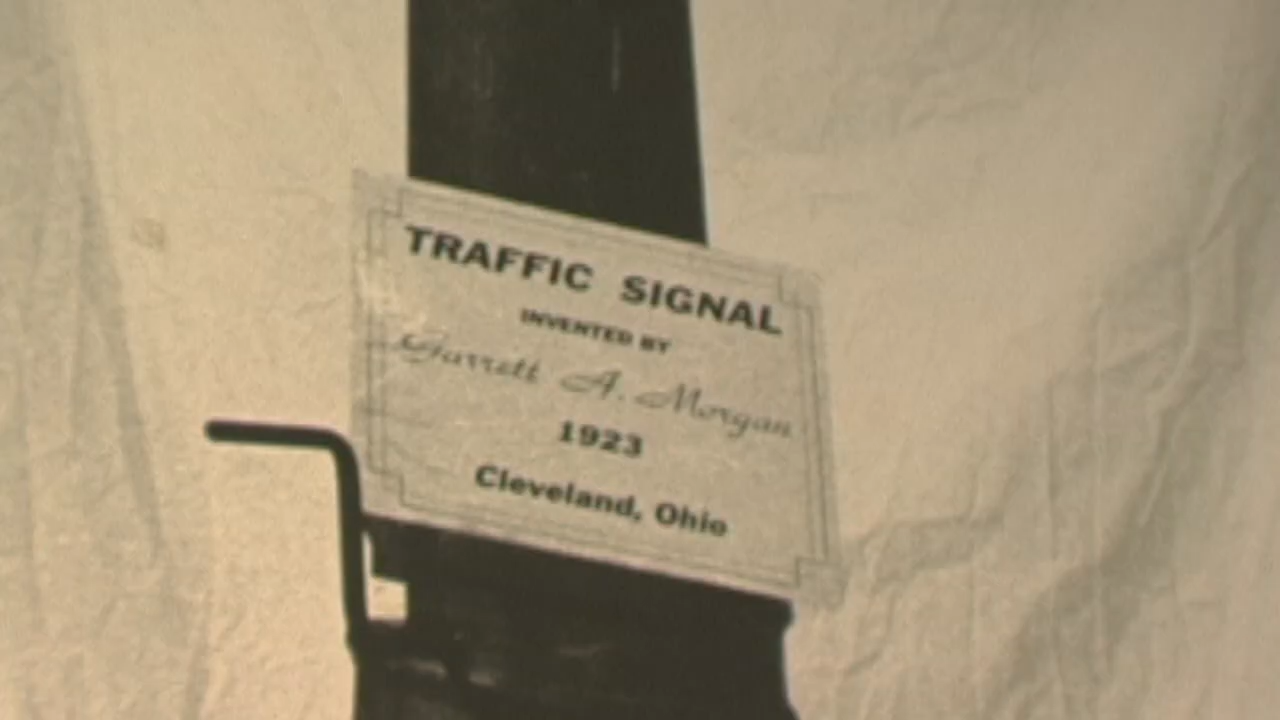 TRAFFIC SIGNAL
INVENTED BY
Garrett A. Morgan
1923
Cleveland, Ohio